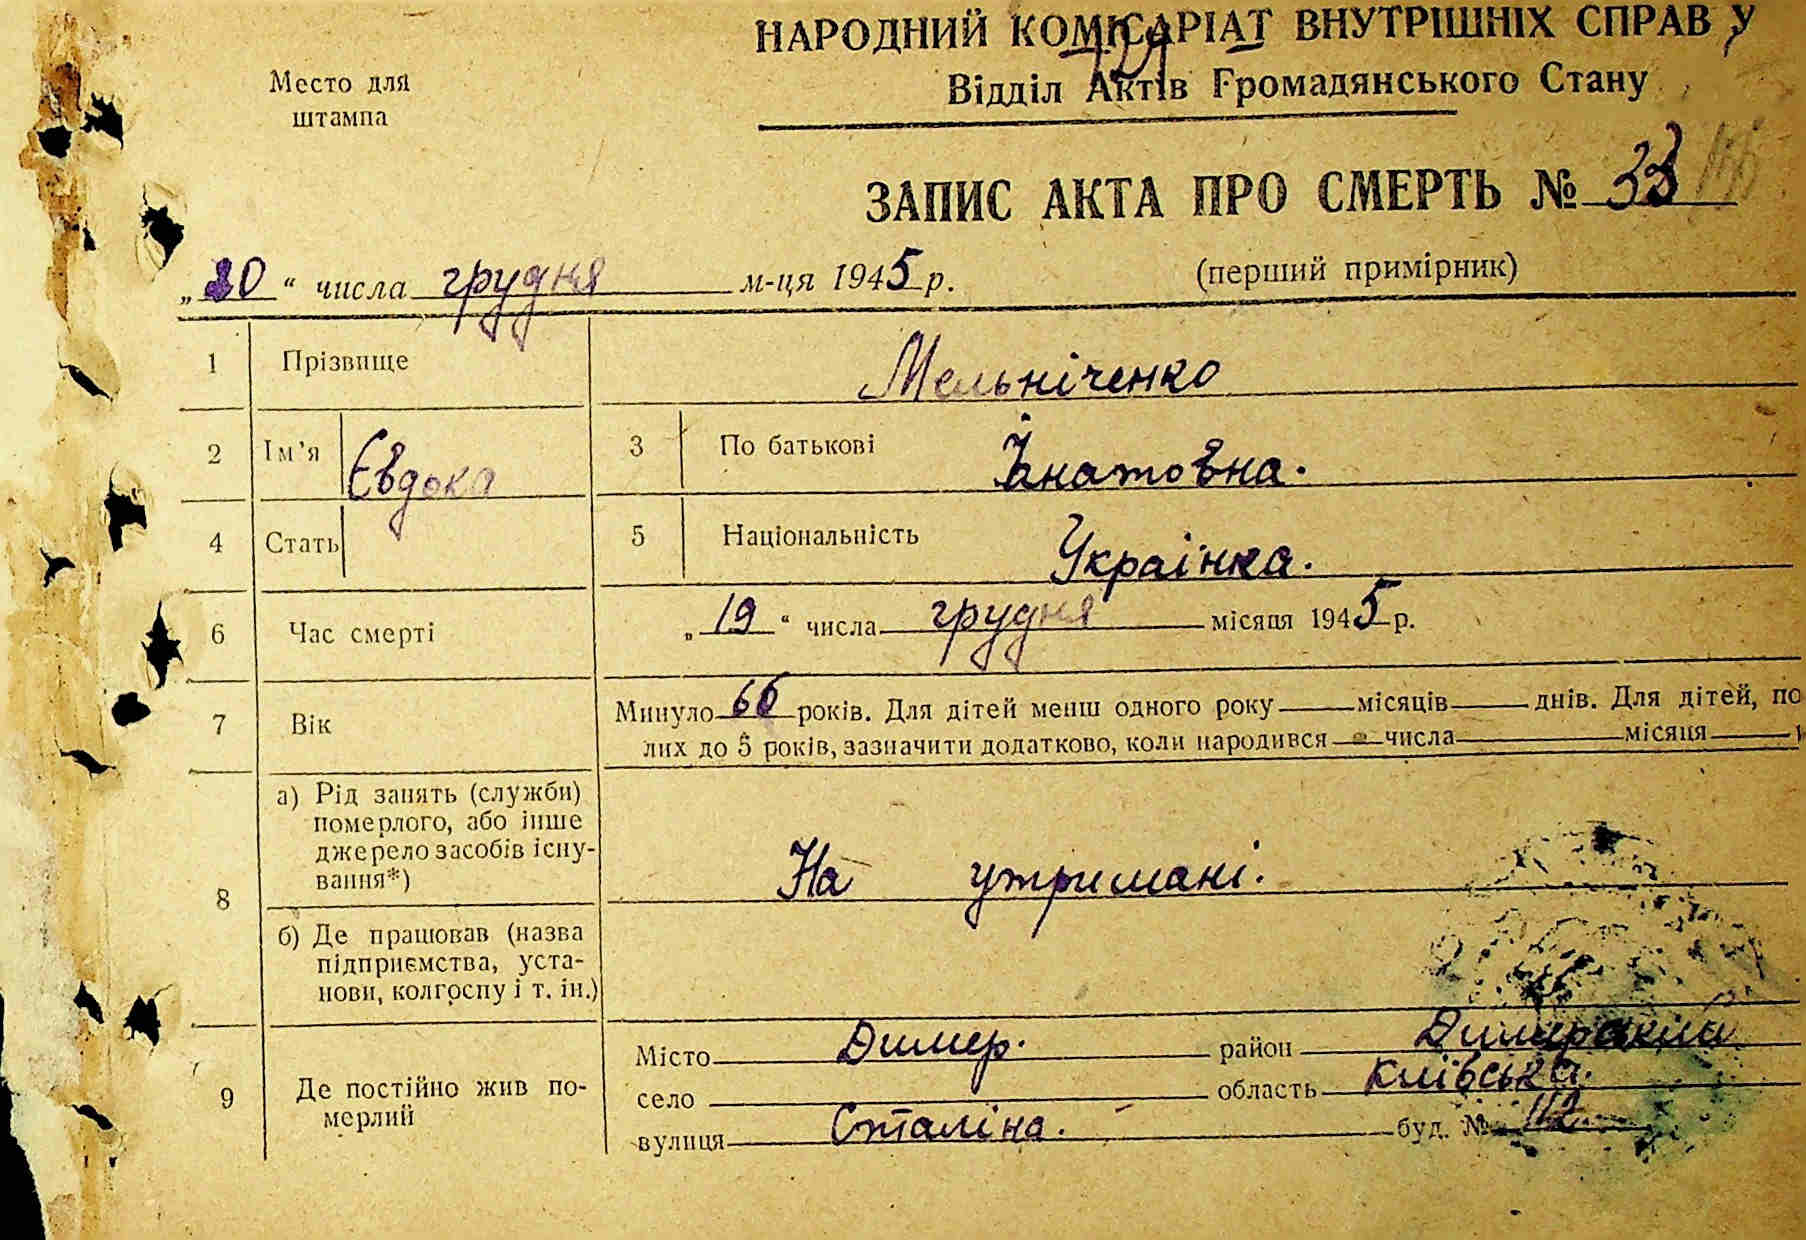 НАРОДНИЙ КОМІСАРІАТ ВНУТРІШНІХ СПРАВ У
Відділ Актів Громадянського Стану
Место для
штампа
ЗАПИС АКТА ПРО СМЕРТЬ № 33
„20“ числа грудня м-ця 1945 р.
(перший примірник)
1 Прізвище Мельніченко
2 Ім'я Євдока 3 По батькові
4 Стать 5 Національність Украінка.
6 Час смерті „19“ числа грудня місяця 1945 р.
7 Вік Минуло 66 років. Для дітей менш одного року місяців днів. Для дітей, по
лих до 5 років, зазначити додатково, коли народився числа місяця
8 а) Рід занять (служби)
померлого, або інше
джерело засобів існу-
вання*)
На утримані.
б) Де працював (назва
підприємства, уста-
нови, колгоспу і т. ін.)
9 Де постійно жив по-
мерлий
Місто Димер. район Димерский
село область Київська.
вулиця Сталіна. буд. № 112